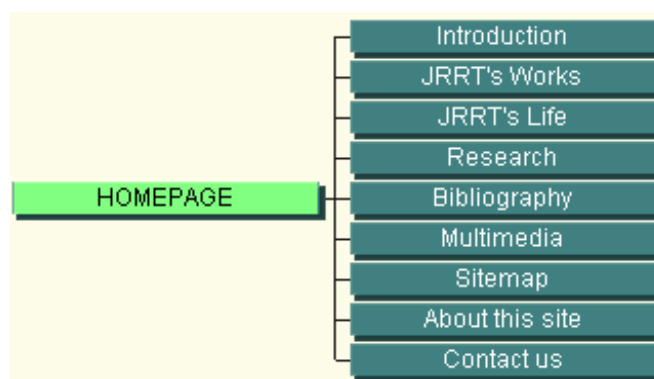 HOMEPAGE
Introduction
JRRT's Works
JRRT's Life
Research
Bibliography
Multimedia
Sitemap
About this site
Contact us